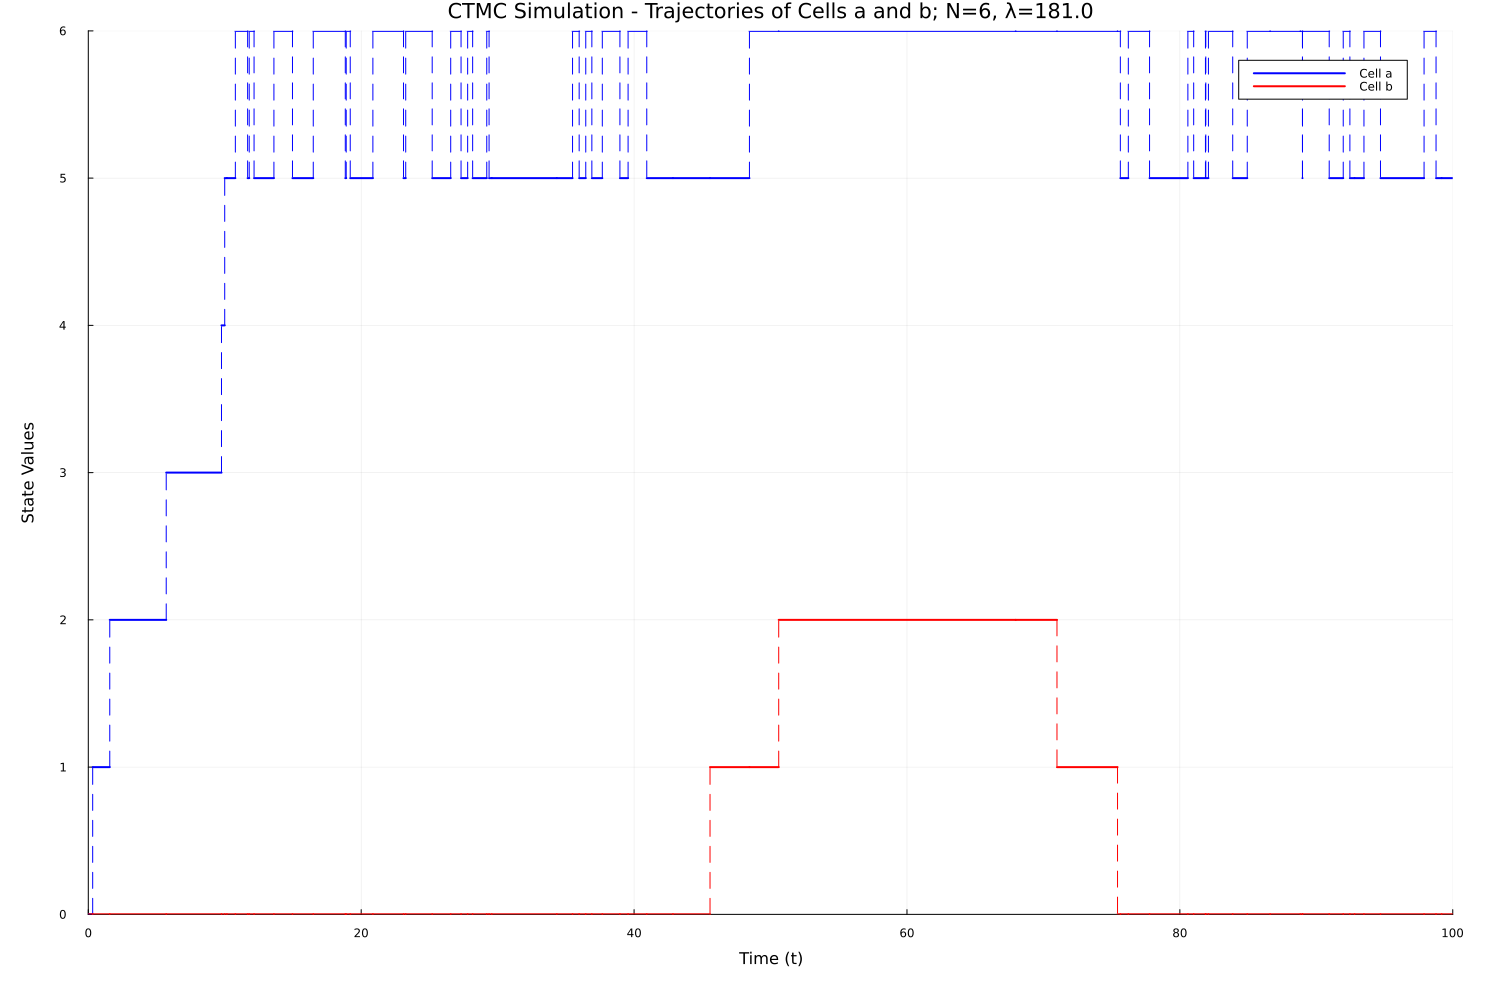 CTMC Simulation - Trajectories of Cells a and b; N=6, λ=181.0
6
Cell a
Cell b
5
4
State Values
3
2
1
0
0 20 40 60 80 100
Time (t)